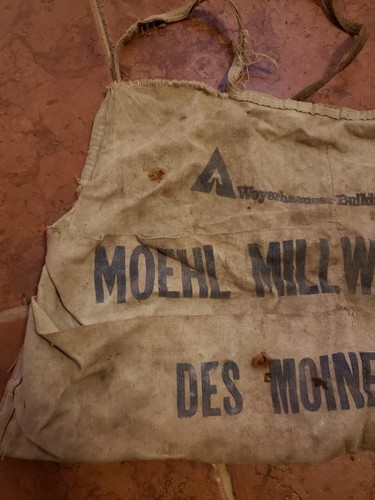 Weyerhaeuser Buildi
MOEHL MILLW
DES MOINE